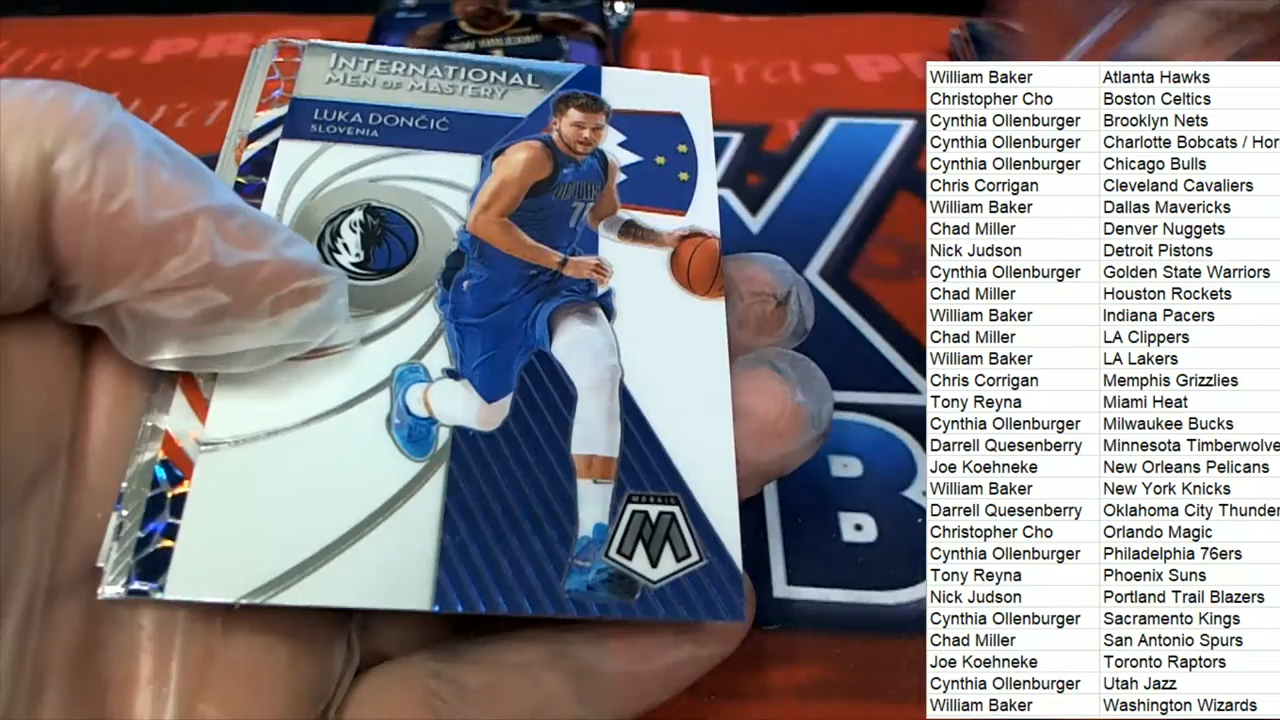 INTERNATIONAL
MEN OF MASTERY
LUKA DONČIĆ
SLOVENIA
MOSAIC
M
William Baker Atlanta Hawks
Christopher Cho Boston Celtics
Cynthia Ollenburger Brooklyn Nets
Cynthia Ollenburger Charlotte Bobcats / Hor
Cynthia Ollenburger Chicago Bulls
Chris Corrigan Cleveland Cavaliers
William Baker Dallas Mavericks
Chad Miller Denver Nuggets
Nick Judson Detroit Pistons
Cynthia Ollenburger Golden State Warriors
Chad Miller Houston Rockets
William Baker Indiana Pacers
Chad Miller LA Clippers
William Baker LA Lakers
Chris Corrigan Memphis Grizzlies
Tony Reyna Miami Heat
Cynthia Ollenburger Milwaukee Bucks
Darrell Quesenberry Minnesota Timberwolve
Joe Koehneke New Orleans Pelicans
William Baker New York Knicks
Darrell Quesenberry Oklahoma City Thunder
Christopher Cho Orlando Magic
Cynthia Ollenburger Philadelphia 76ers
Tony Reyna Phoenix Suns
Nick Judson Portland Trail Blazers
Cynthia Ollenburger Sacramento Kings
Chad Miller San Antonio Spurs
Joe Koehneke Toronto Raptors
Cynthia Ollenburger Utah Jazz
William Baker Washington Wizards